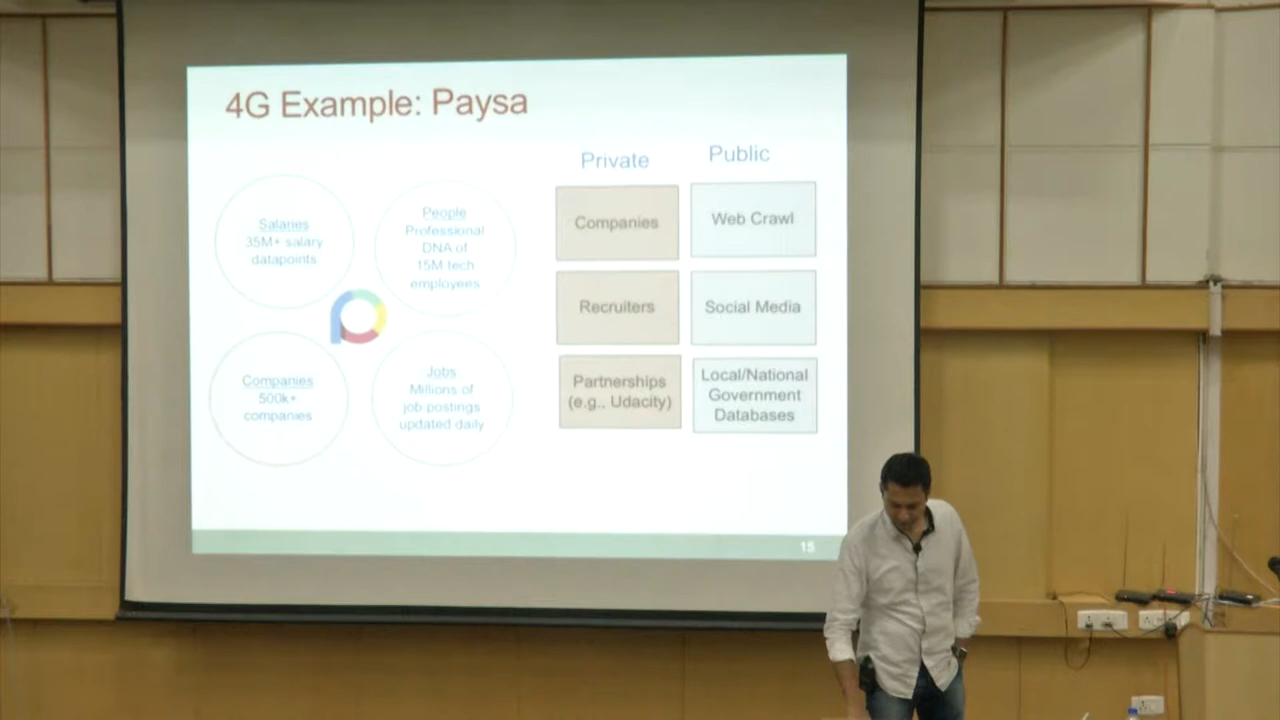 4G Example: Paysa
Salaries
35M+ salary
datapoints
People
Professional
DNA of
15M tech
employees
Companies
500k+
companies
Jobs
Millions of
job postings
updated daily
Private
Public
Companies
Web Crawl
Recruiters
Social Media
Partnerships
(e.g., Udacity)
Local/National
Government
Databases
15